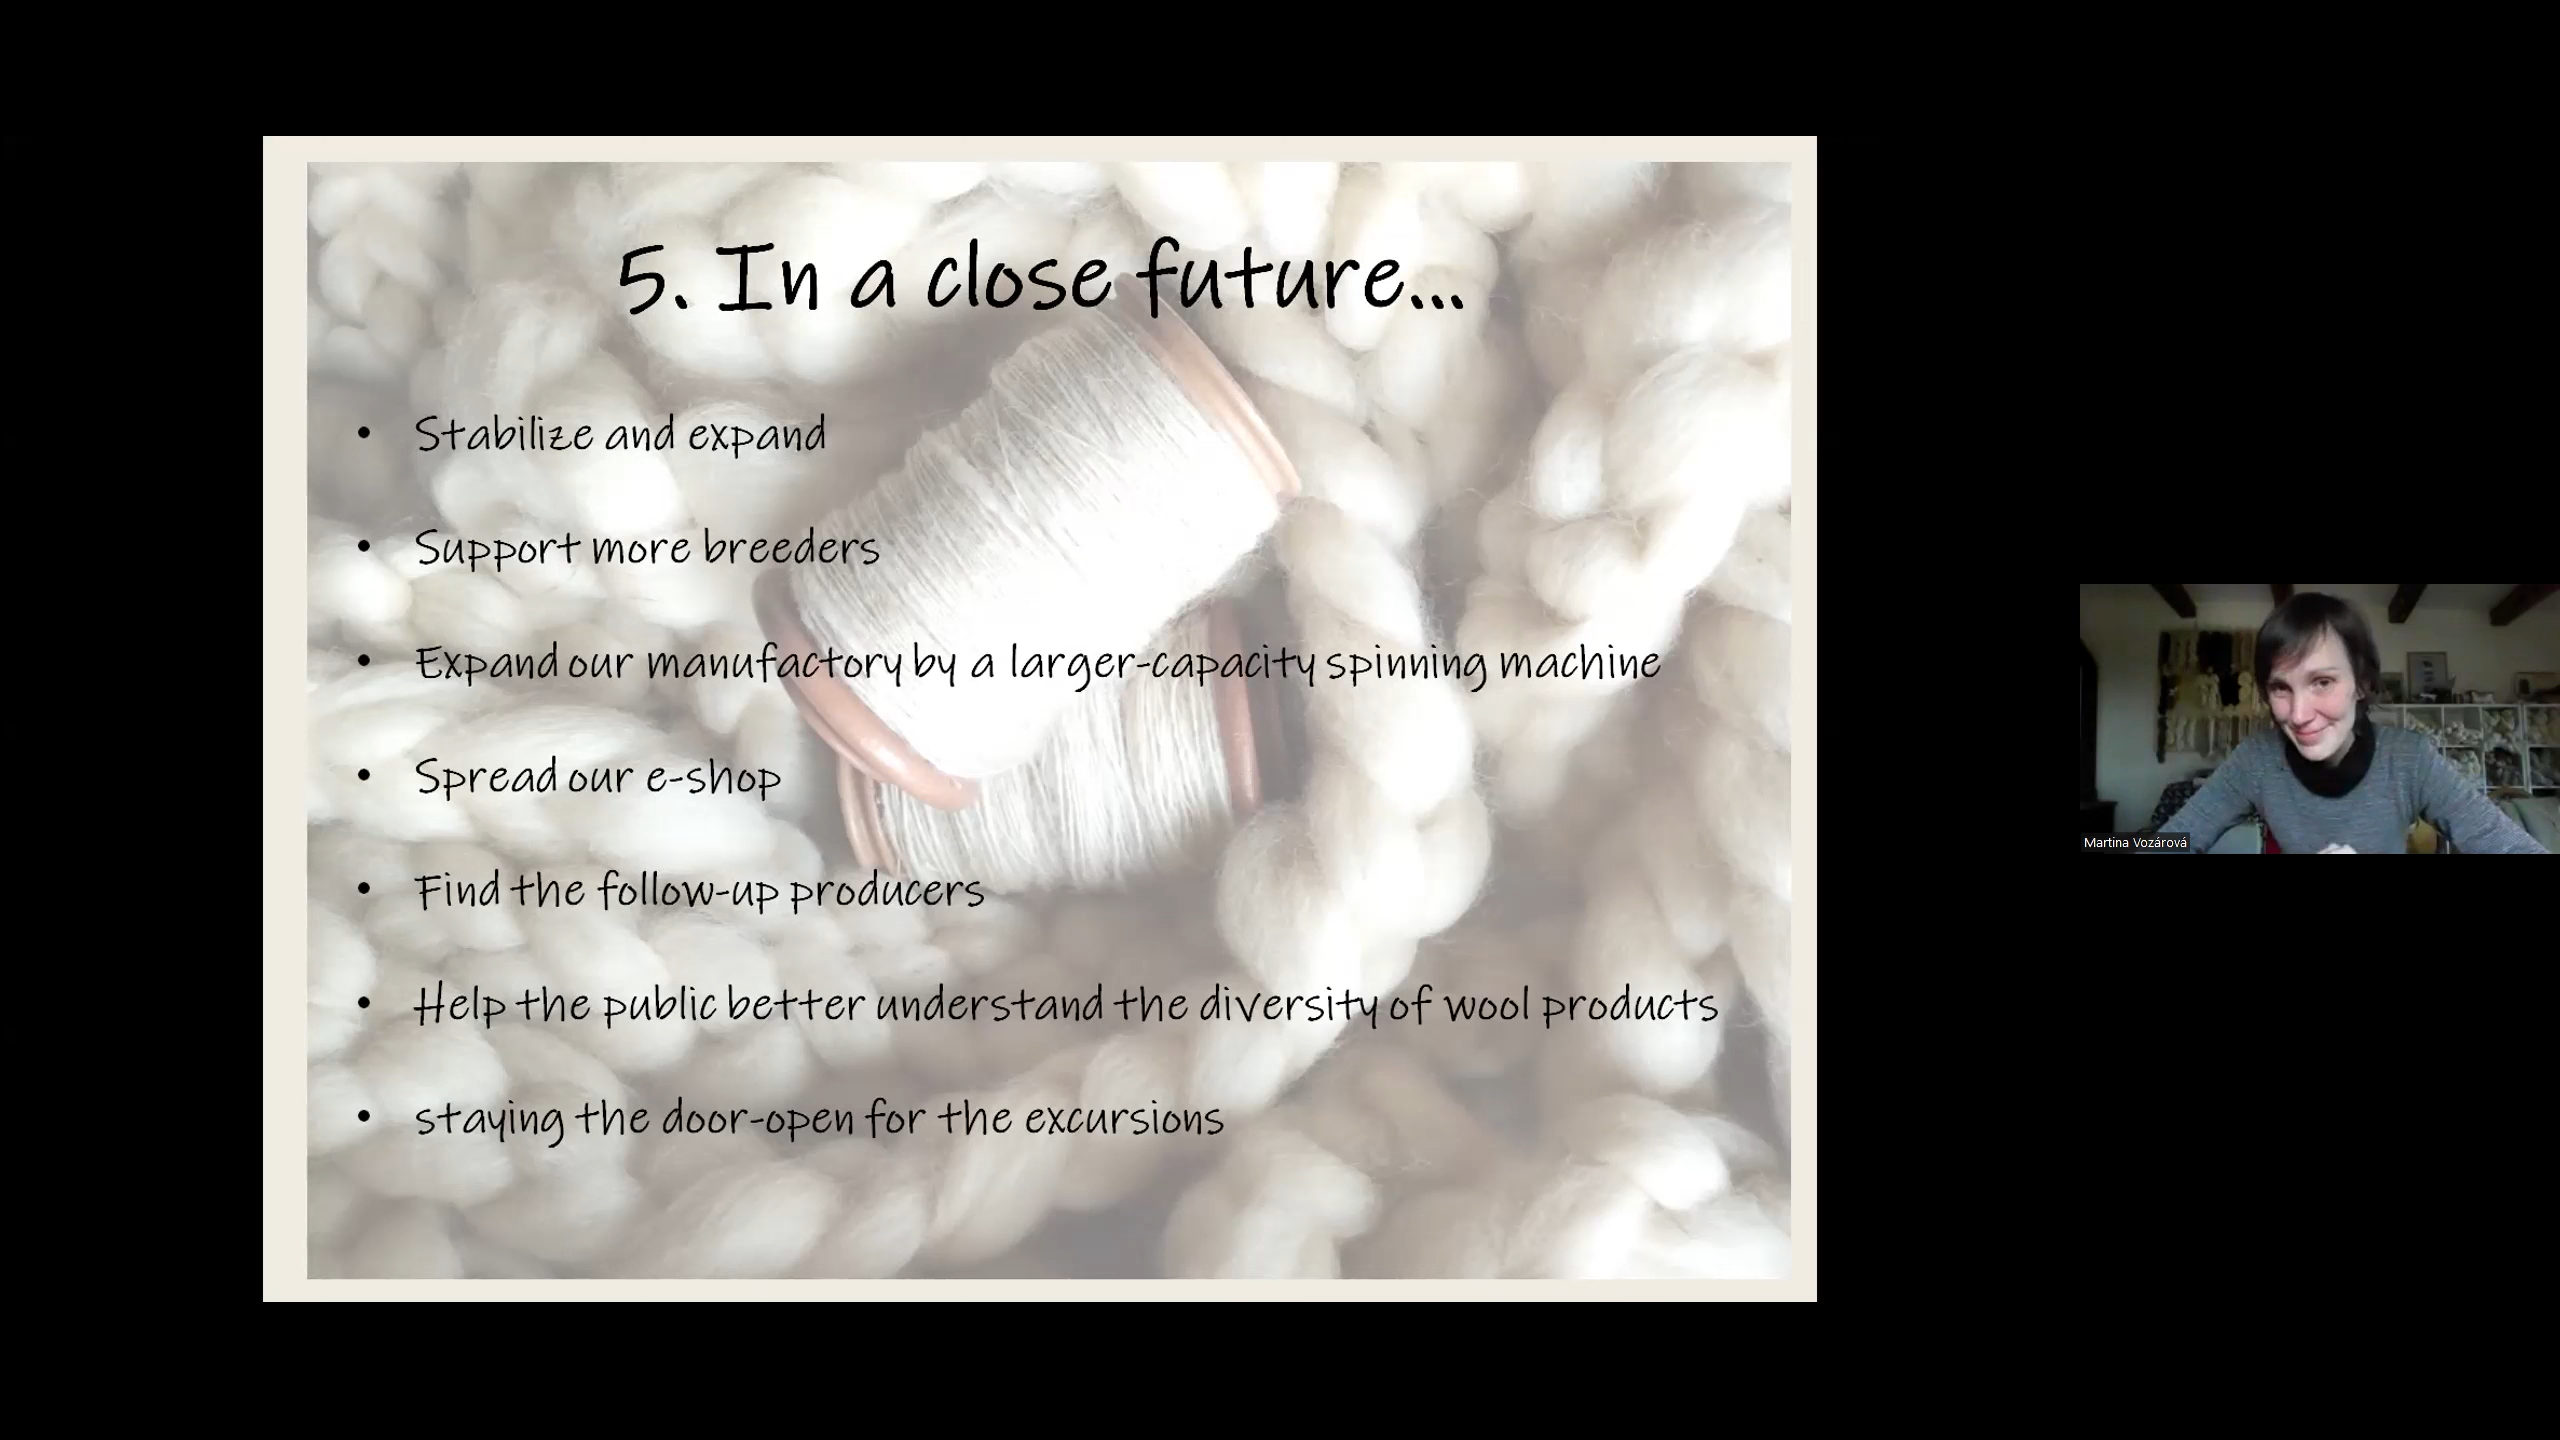 5. In a close future...
• Stabilize and expand
• Support more breeders
• Expand our manufactory by a larger-capacity spinning machine
• Spread our e-shop
• Find the follow-up producers
• Help the public better understand the diversity of wool products
• staying the door-open for the excursions
Martina Vozárová